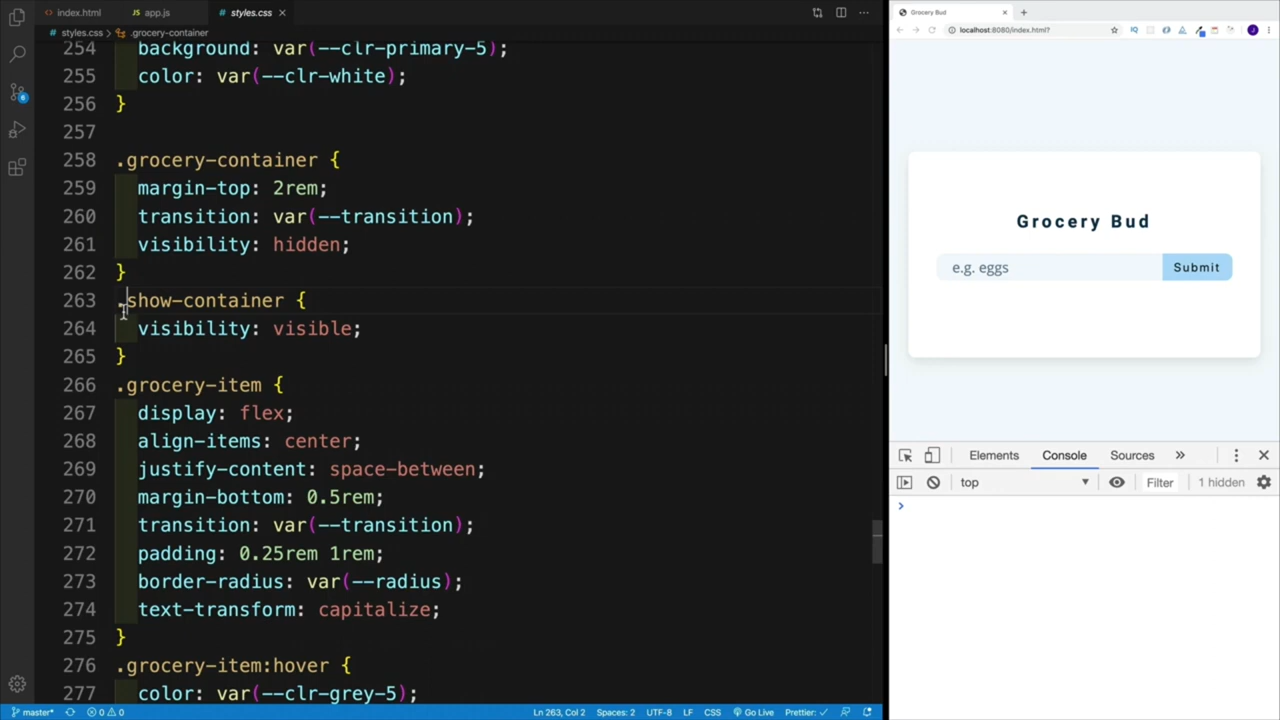 index.html
app.js
styles.css
styles.css
.grocery-container
254 background: var(--clr-primary-5);
255 color: var(--clr-white);
256 }
257
258 .grocery-container {
259 margin-top: 2rem;
260 transition: var(--transition);
261 visibility: hidden;
262 }
263 .show-container {
264 visibility: visible;
265 }
266 .grocery-item {
267 display: flex;
268 align-items: center;
269 justify-content: space-between;
270 margin-bottom: 0.5rem;
271 transition: var(--transition);
272 padding: 0.25rem 1rem;
273 border-radius: var(--radius);
274 text-transform: capitalize;
275 }
276 .grocery-item:hover {
277 color: var(--clr-grey-5);
6
master* 0 0 Ln 263, Col 2 Spaces: 2 UTF-8 LF CSS Go Live Prettier:
Grocery Bud
localhost:8080/index.html?
J
Grocery Bud
e.g. eggs Submit
Elements Console Sources
top Filter 1 hidden